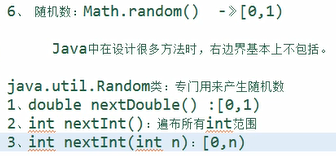 6、 随机数：Math.random()  -》[0,1)
Java中在设计很多方法时，右边界基本上不包括。
java.util.Random类：专门用来产生随机数
1、double nextDouble() :[0,1)
2、int nextInt()：遍布所有int范围
3、int nextInt(int n)：[0,n)